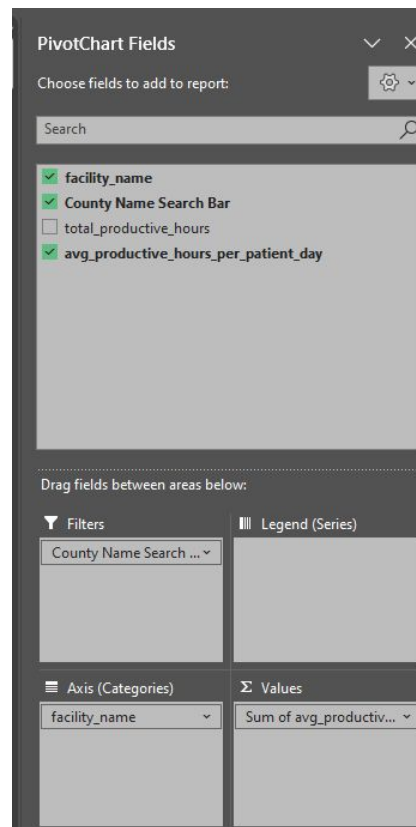 PivotChart Fields
Choose fields to add to report:
Search
facility_name
County Name Search Bar
total_productive_hours
avg_productive_hours_per_patient_day
Drag fields between areas below:
Filters
Legend (Series)
County Name Search ...
Axis (Categories)
Σ Values
facility_name
Sum of avg_productiv...